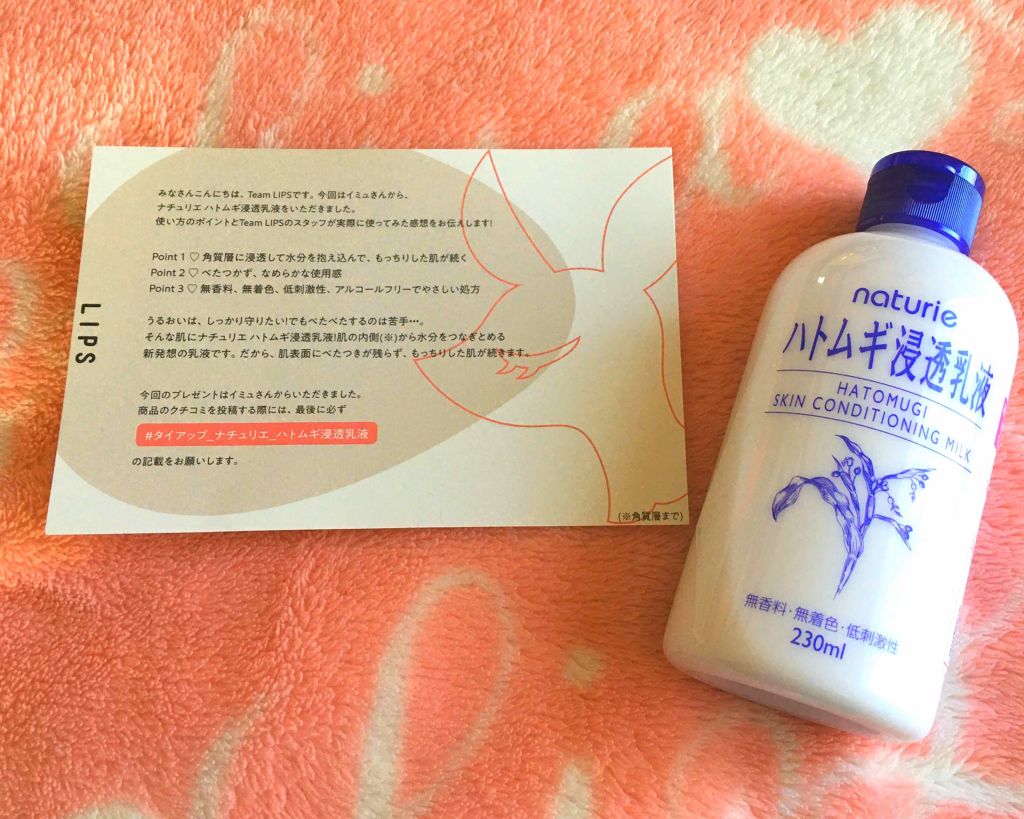 みなさんこんにちは、Team LIPSです。今回はイミュさんから、
ナチュリエ ハトムギ浸透乳液をいただきました。
使い方のポイントとTeam LIPSのスタッフが実際に使ってみた感想をお伝えします!
Point 1 ♡ 角質層に浸透して水分を抱え込んで、もっちりした肌が続く
Point 2 ♡ べたつかず、なめらかな使用感
Point 3 ♡ 無香料、無着色、低刺激性、アルコールフリーでやさしい処方
うるおいは、しっかり守りたい!でもべたべたするのは苦手…。
そんな肌にナチュリエ ハトムギ浸透乳液!肌の内側(※)から水分をつなぎとめる
新発想の乳液です。だから、肌表面にべたつきが残らず、もっちりした肌が続きます。
今回のプレゼントはイミュさんからいただきました。
商品のクチコミを投稿する際には、最後に必ず
#タイアップ_ナチュリエ_ハトムギ浸透乳液
の記載をお願いします。
(※角質層まで)
LIPS
naturie
ハトムギ浸透乳液
HATOMUGI
SKIN CONDITIONING MILK
無香料・無着色・低刺激性
230ml